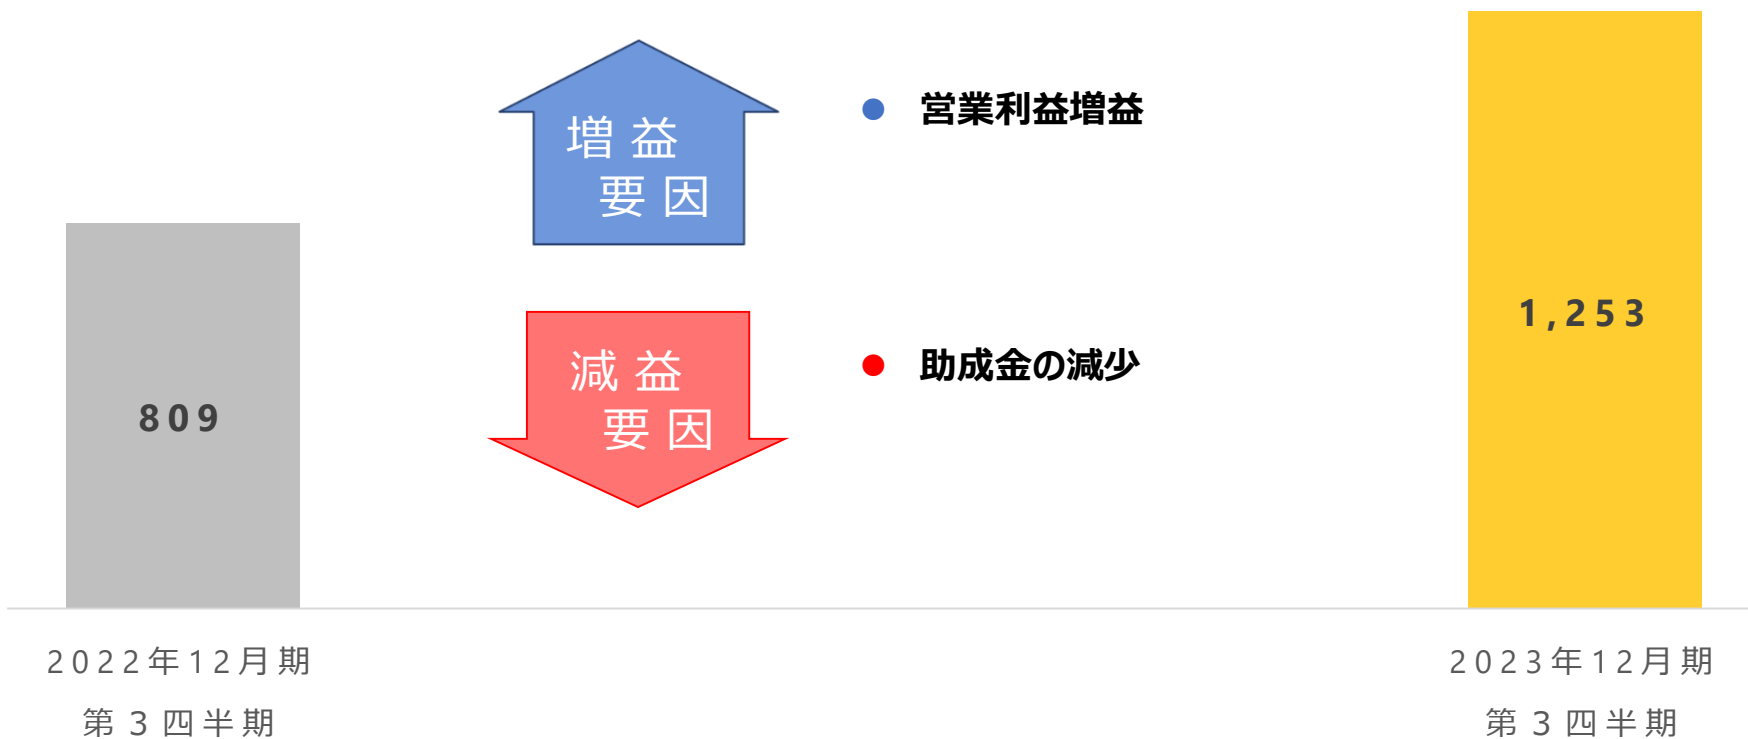 増益
要因
営業利益増益
1,253
809
減益
要因
助成金の減少
2022年12月期
第3四半期
2023年12月期
第3四半期